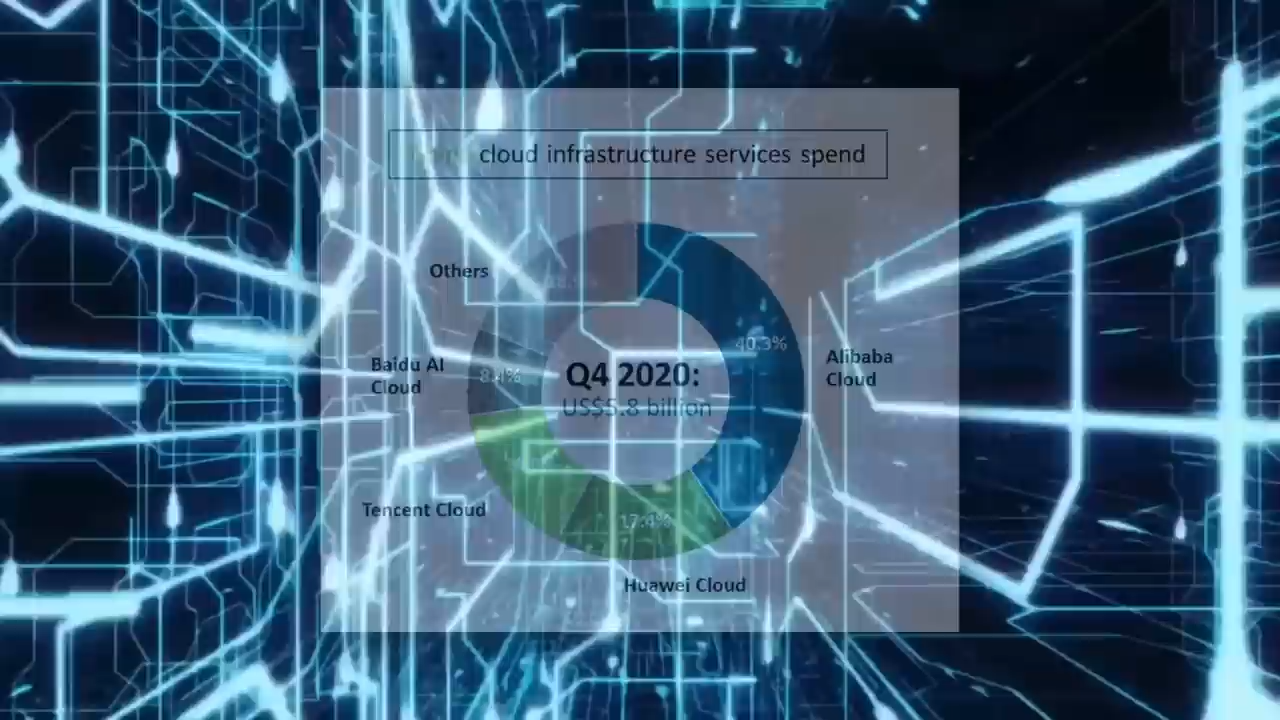 cloud infrastructure services spend
Others
40.3%
Alibaba
Cloud
Baidu AI
Cloud
8.4%
Q4 2020:
US$5.8 billion
Tencent Cloud
17.4%
Huawei Cloud